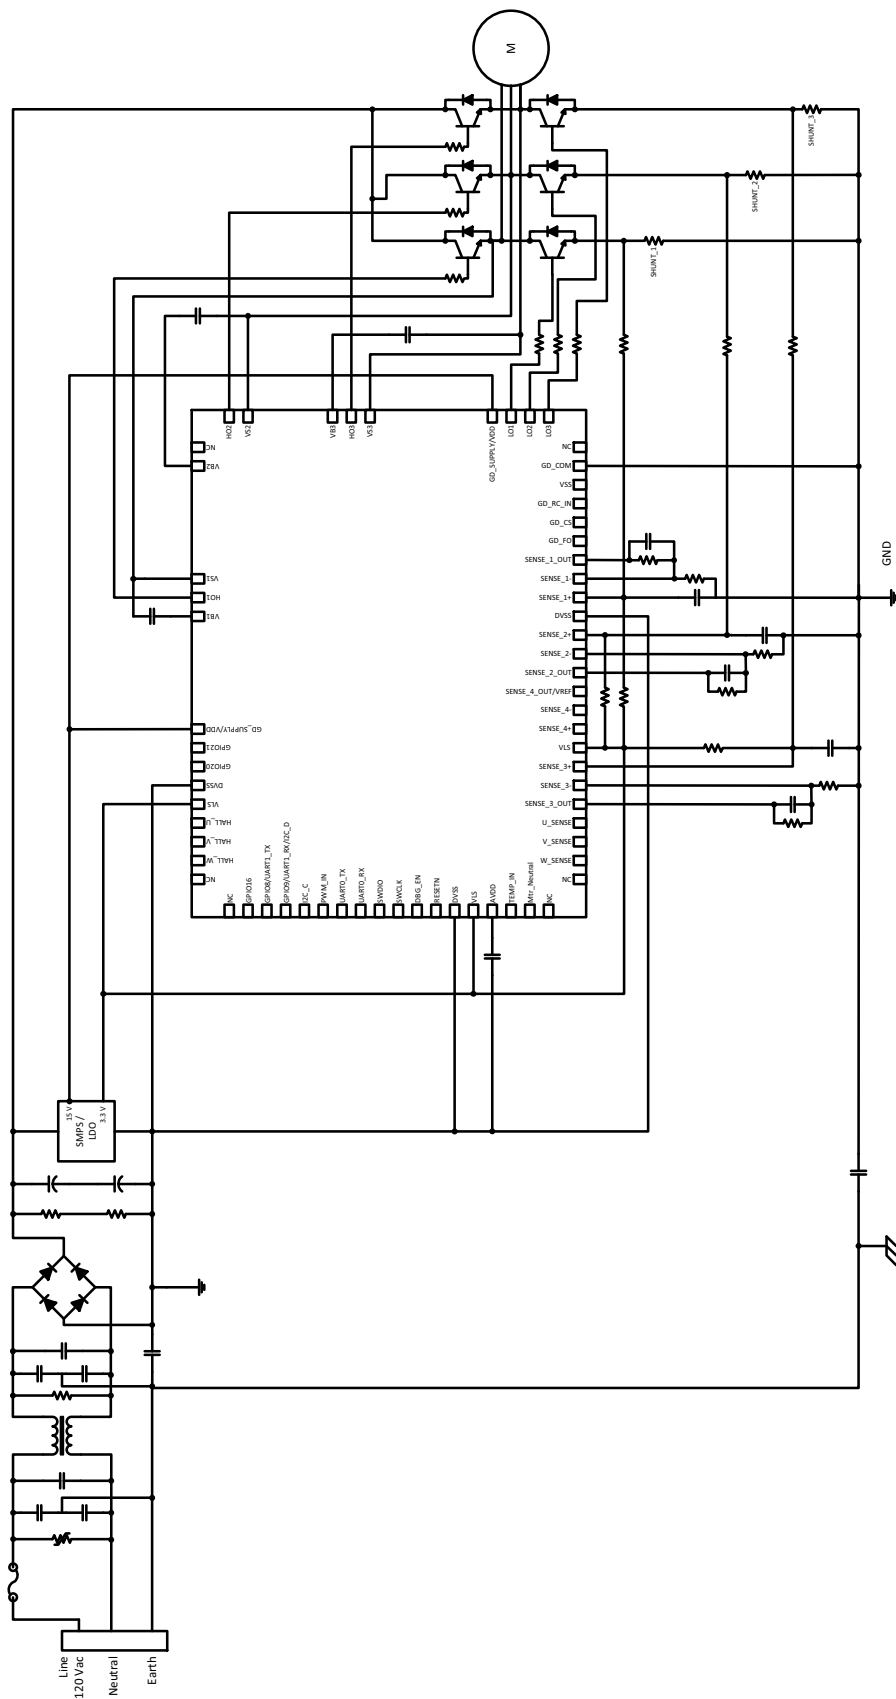 M
SHUNT_3
SHUNT_2
SHUNT_1
HO2
VS2
VB3
HO3
VS3
GD_SUPPLY/VDD
LO1
LO2
LO3
NC
VB2
VS1
HO1
VB1
GD_SUPPLY/VDD
GPIO21
GPIO20
DVSS
VLS
HALL_U
HALL_V
HALL_W
NC
NC
GD_COM
VSS
GD_RC_IN
GD_CS
GD_FO
SENSE_1_OUT
SENSE_1-
SENSE_1+
DVSS
SENSE_2+
SENSE_2-
SENSE_2_OUT
SENSE_4_OUT/VREF
SENSE_4-
SENSE_4+
VLS
SENSE_3+
SENSE_3-
SENSE_3_OUT
U_SENSE
V_SENSE
W_SENSE
NC
NC
GPIO16
GPIO8/UART1_TX
GPIO9/UART1_RX/I2C_D
I2C_C
PWM_IN
UART0_TX
UART0_RX
SWDIO
SWCLK
DBG_EN
RESETN
DVSS
VLS
AVDD
TEMP_IN
Mtr_Neutral
NC
GND
15 V
SMPS /
LDO
3.3 V
Line
120 Vac
Neutral
Earth